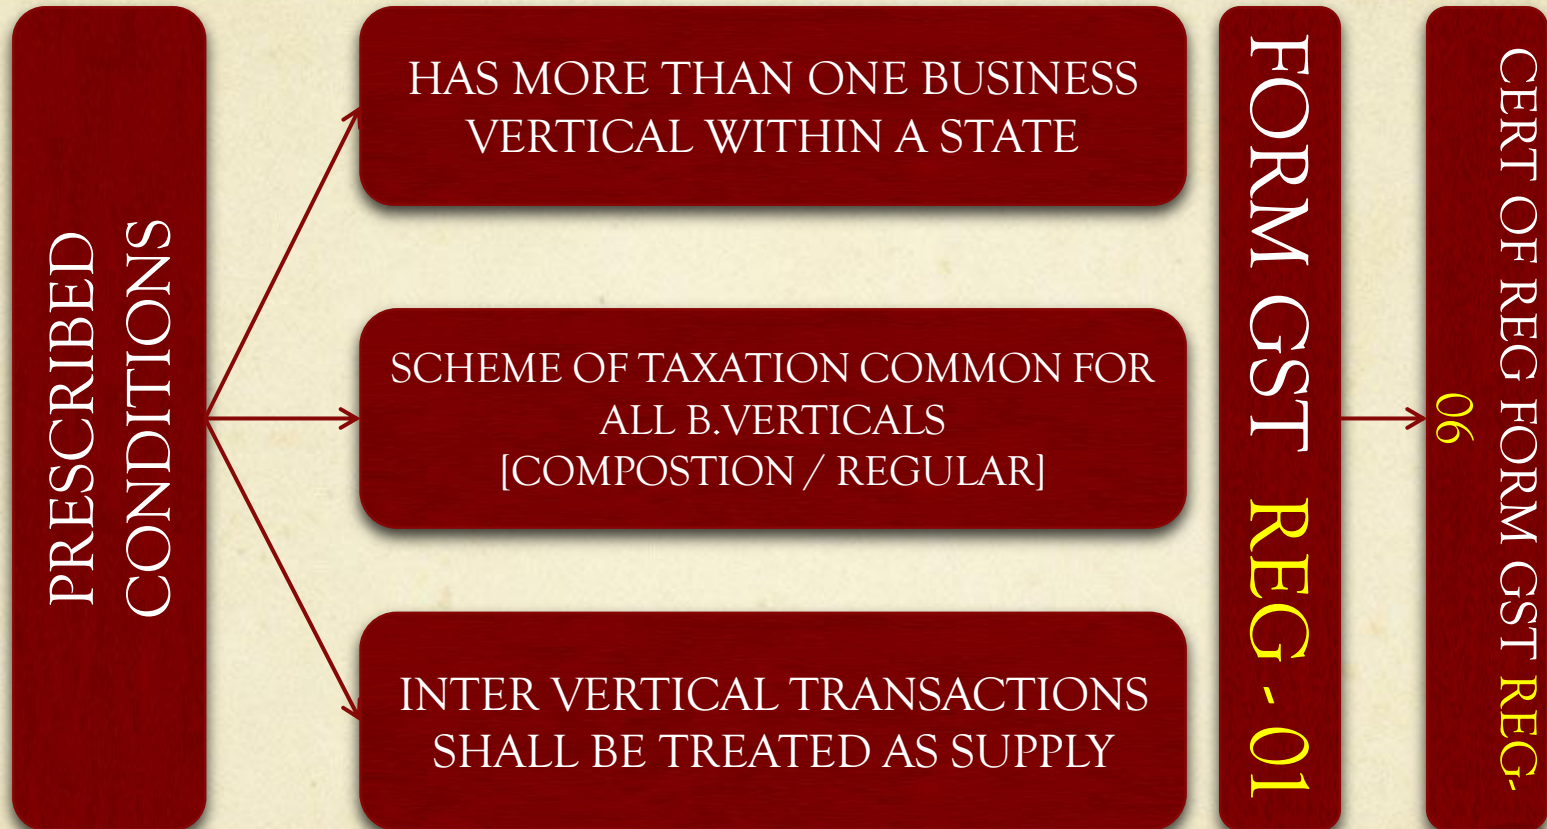 PRESCRIBED
CONDITIONS
HAS MORE THAN ONE BUSINESS
VERTICAL WITHIN A STATE
SCHEME OF TAXATION COMMON FOR
ALL B.VERTICALS
[COMPOSTION / REGULAR]
INTER VERTICAL TRANSACTIONS
SHALL BE TREATED AS SUPPLY
FORM GST REG - 01
CERT OF REG FORM GST REG-
06